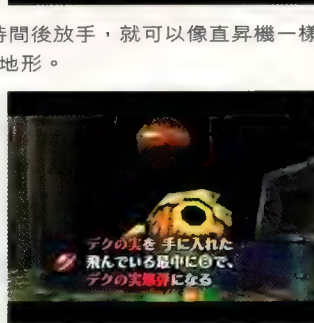 時間後放手，就可以像直昇機一樣
地形。
デクの実を 手に入れた
飛んでいる最中にⒷで、
デクの実爆弾になる